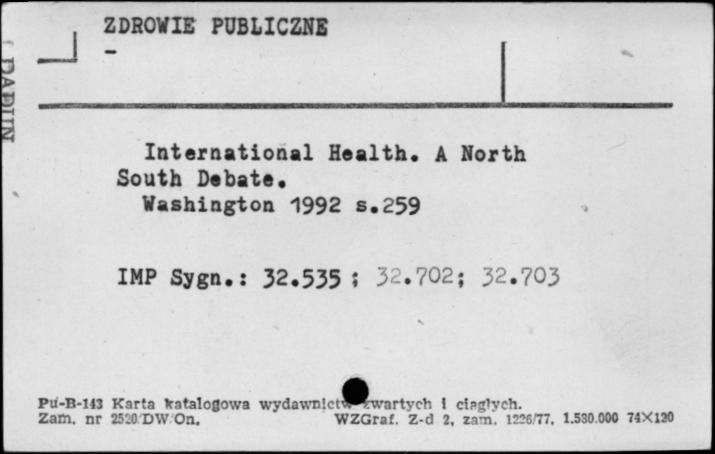 ZDROWIE PUBLICZNE
International Health. A North
South Debate.
Washington 1992 s.259
IMP Sygn.: 32.535 ; 32.702; 32.703
Pu-B-143 Karta katalogowa wydawnictw zwartych i ciągłych.
Zam. nr 2520/DW/On. WZGraf. Z-d 2, zam. 1226/77. 1.530.000 74X120